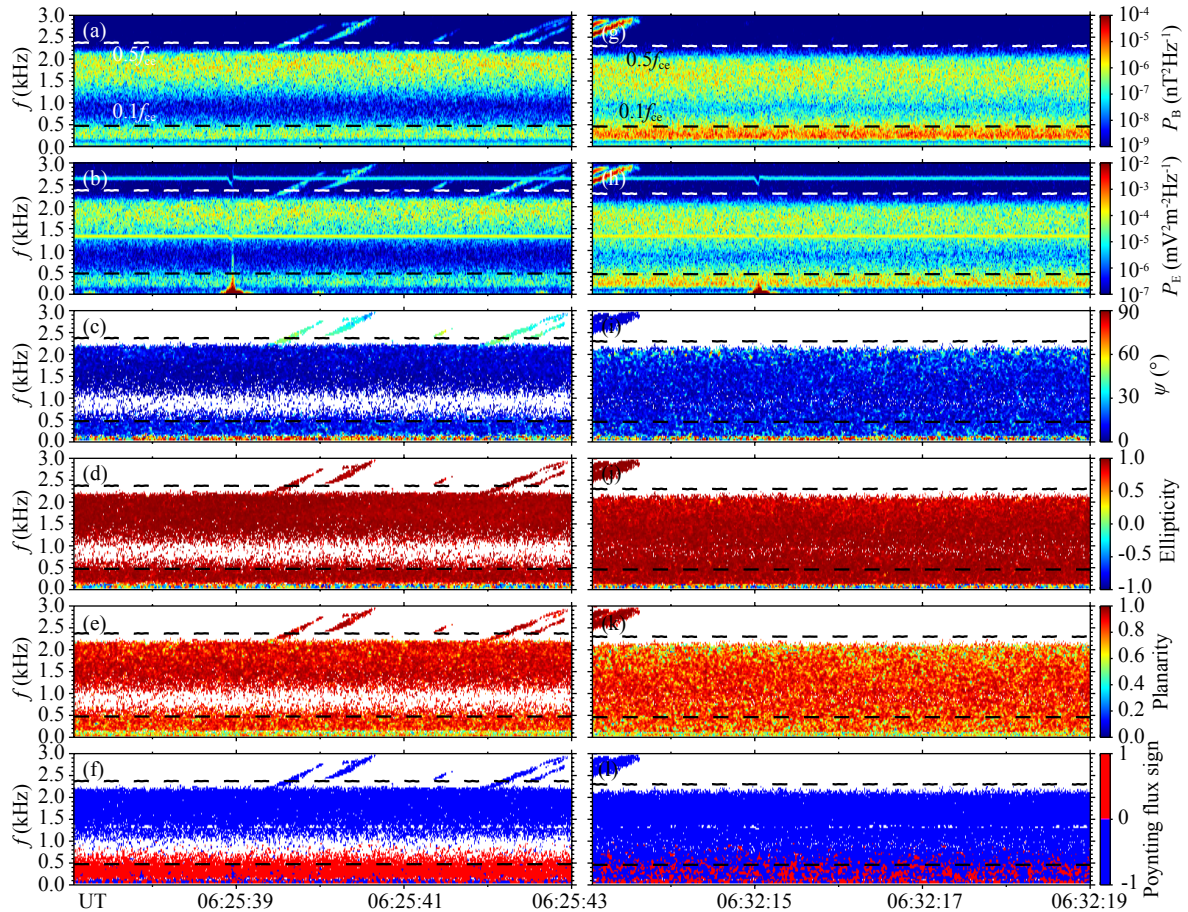 3.0
2.5
2.0
1.5
1.0
0.5
0.0
f (kHz)
(a)
0.5fce
0.1fce
(g)
0.5fce
0.1fce
10-4
10-5
10-6
10-7
10-8
10-9
PB (nT2Hz-1)
3.0
2.5
2.0
1.5
1.0
0.5
0.0
f (kHz)
(b)
(h)
10-2
10-3
10-4
10-5
10-6
10-7
PE (mV2m-2Hz-1)
3.0
2.5
2.0
1.5
1.0
0.5
0.0
f (kHz)
(c)
(i)
90
60
30
0
ψ (°)
3.0
2.5
2.0
1.5
1.0
0.5
0.0
f (kHz)
(d)
(j)
1.0
0.5
0.0
-0.5
-1.0
Ellipticity
3.0
2.5
2.0
1.5
1.0
0.5
0.0
f (kHz)
(e)
(k)
1.0
0.8
0.6
0.4
0.2
0.0
Planarity
3.0
2.5
2.0
1.5
1.0
0.5
0.0
f (kHz)
(f)
(l)
1
0
-1
Poynting flux sign
UT 06:25:39 06:25:41 06:25:43 06:32:15 06:32:17 06:32:19